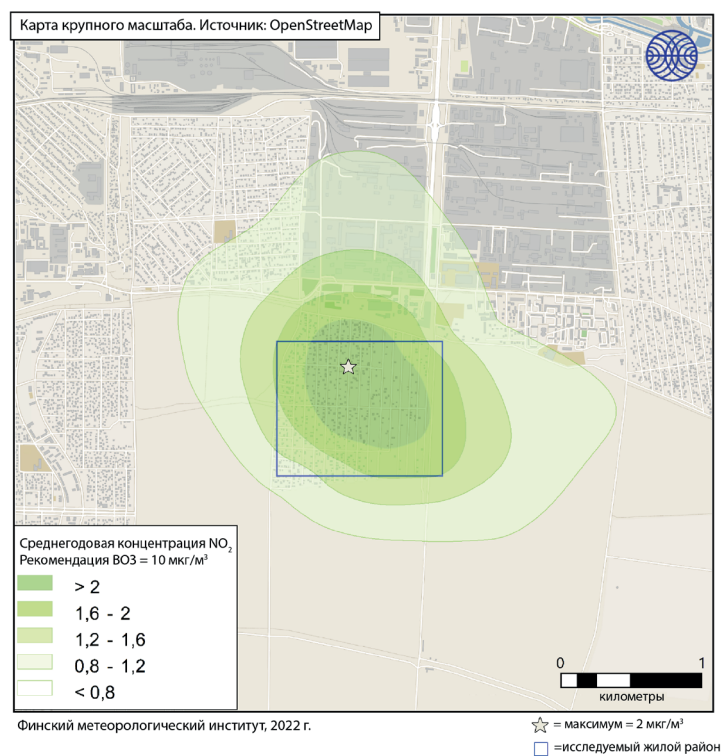 Карта крупного масштаба. Источник: OpenStreetMap
Среднегодовая концентрация NO₂
Рекомендация ВОЗ = 10 мкг/м³
> 2
1,6 - 2
1,2 - 1,6
0,8 - 1,2
< 0,8
0 1
километры
Финский метеорологический институт, 2022 г.
= максимум = 2 мкг/м³
=исследуемый жилой район